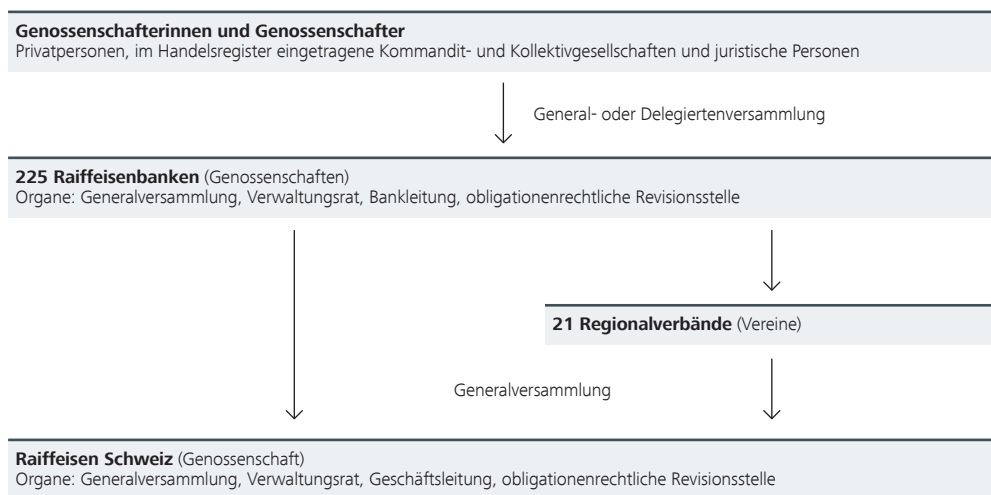 Genossenschafterinnen und Genossenschafter
Privatpersonen, im Handelsregister eingetragene Kommandit- und Kollektivgesellschaften und juristische Personen
General- oder Delegiertenversammlung
225 Raiffeisenbanken (Genossenschaften)
Organe: Generalversammlung, Verwaltungsrat, Bankleitung, obligationenrechtliche Revisionsstelle
21 Regionalverbände (Vereine)
Generalversammlung
Raiffeisen Schweiz (Genossenschaft)
Organe: Generalversammlung, Verwaltungsrat, Geschäftsleitung, obligationenrechtliche Revisionsstelle